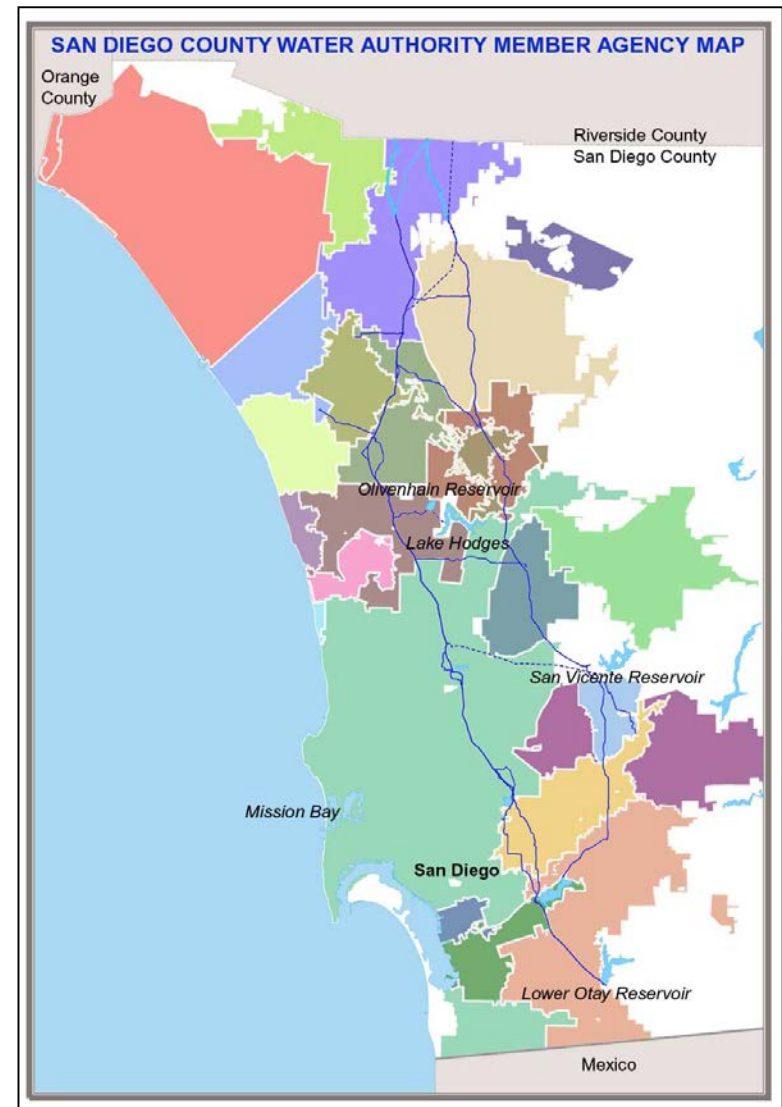 SAN DIEGO COUNTY WATER AUTHORITY MEMBER AGENCY MAP
Orange
County
Riverside County
San Diego County
Olivenhain Reservoir
Lake Hodges
San Vicente Reservoir
Mission Bay
San Diego
Lower Otay Reservoir
Mexico